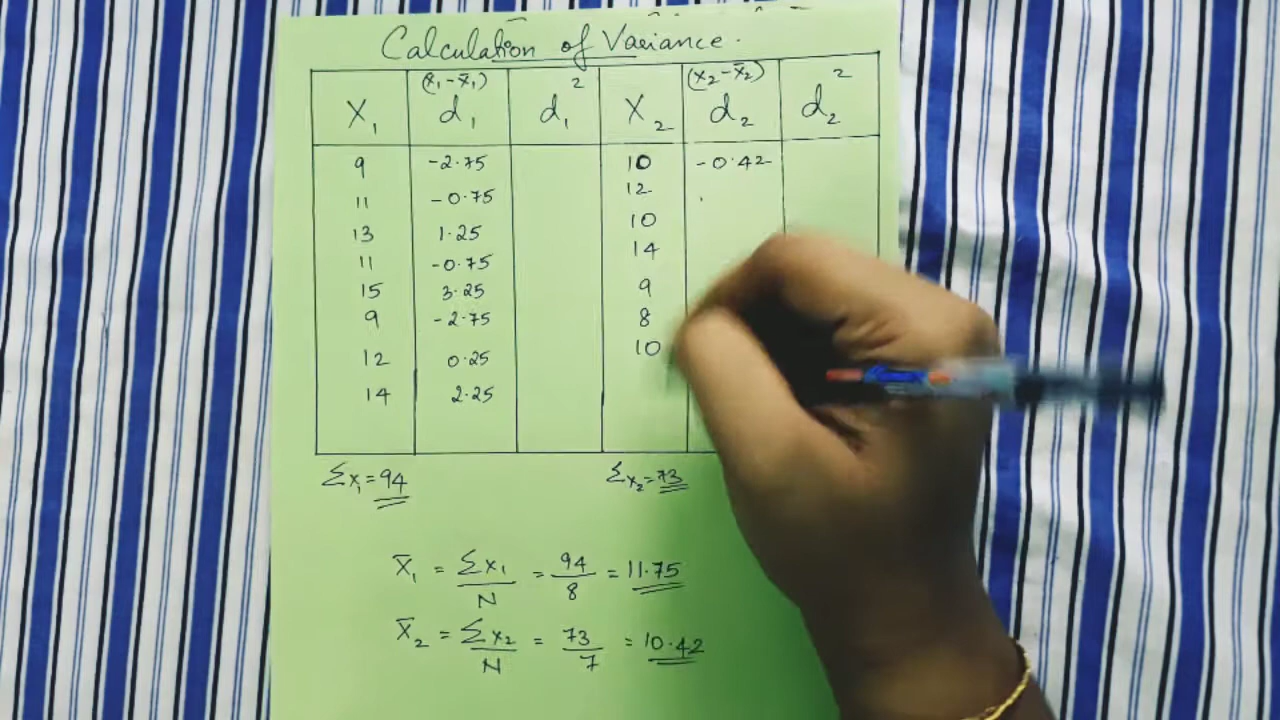 Calculation of Variance.
X₁ (x₁-x̄₁) d₁ d₁² X₂ (x₂-x̄₂) d₂ d₂²
9 -2.75 10 -0.42
11 -0.75 12
13 1.25 10
11 -0.75 14
15 3.25 9
9 -2.75 8
12 0.25 10
14 2.25
Σx₁=94 Σx₂=73
X̄₁ = Σx₁/N = 94/8 = 11.75
X̄₂ = Σx₂/N = 73/7 = 10.42